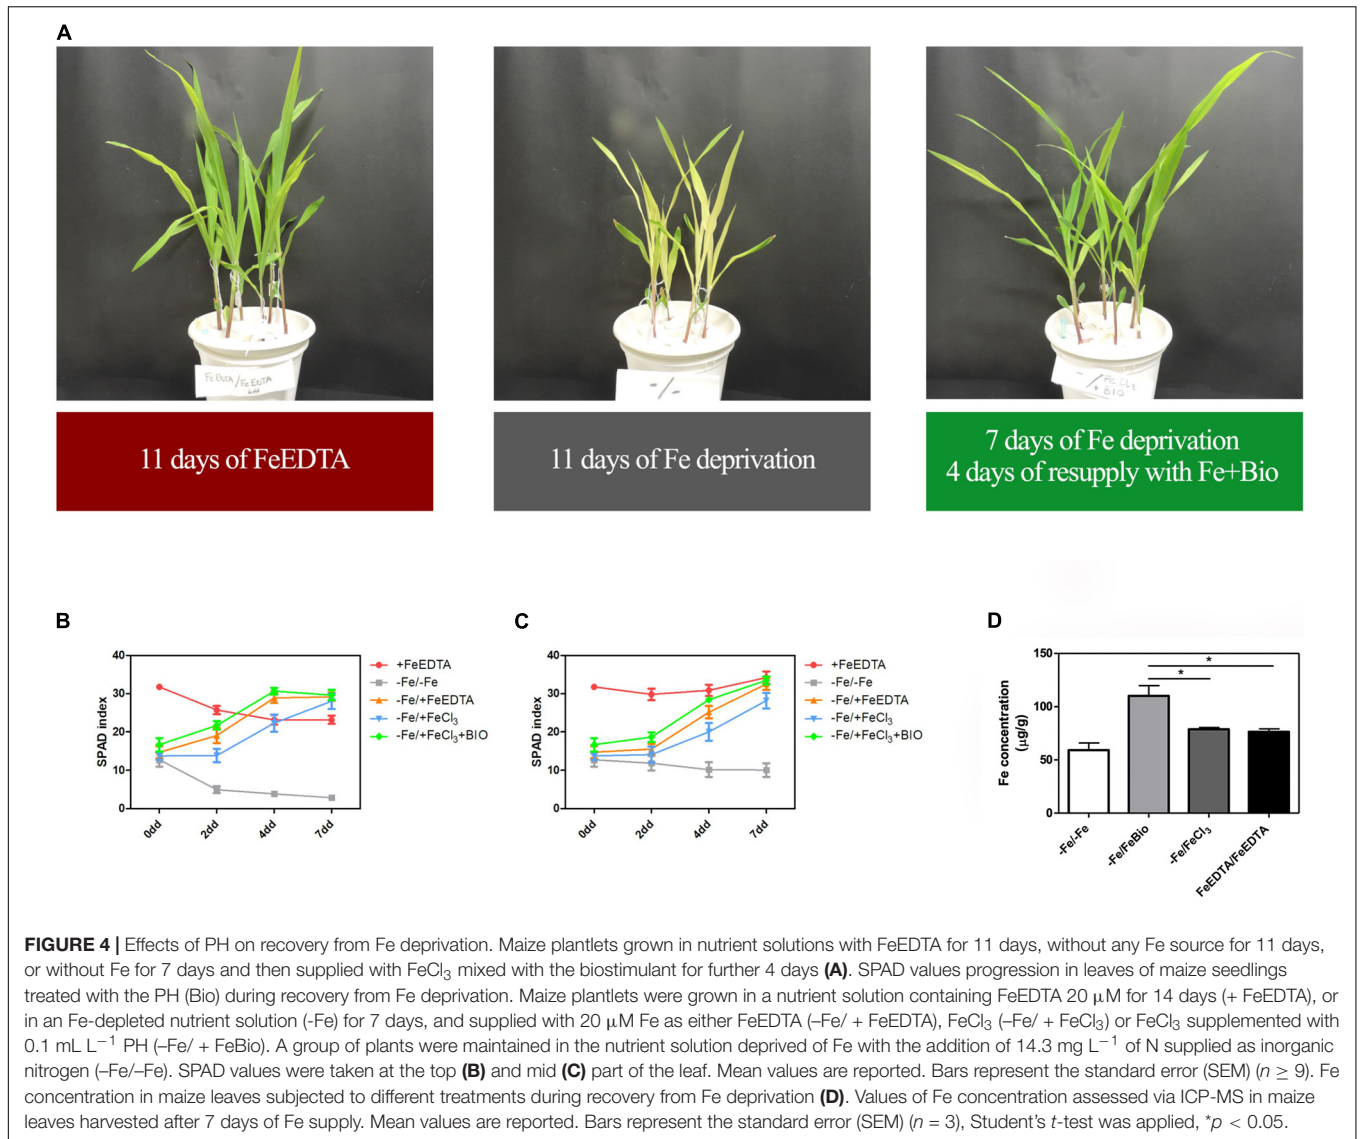 A
FeEDTA/FeEDTA
-/-
-/FeCl3
+ BIO
11 days of FeEDTA
11 days of Fe deprivation
7 days of Fe deprivation
4 days of resupply with Fe+Bio
B
SPAD index
40
30
20
10
0
0dd
2dd
4dd
7dd
+FeEDTA
-Fe/-Fe
-Fe/+FeEDTA
-Fe/+FeCl₃
-Fe/+FeCl₃+BIO
C
SPAD index
40
30
20
10
0
0dd
2dd
4dd
7dd
+FeEDTA
-Fe/-Fe
-Fe/+FeEDTA
-Fe/+FeCl₃
-Fe/+FeCl₃+BIO
D
Fe concentration
(µg/g)
150
100
50
0
*
*
-Fe/-Fe
-Fe/FeBio
-Fe/FeCl₃
FeEDTA/FeEDTA
FIGURE 4 | Effects of PH on recovery from Fe deprivation. Maize plantlets grown in nutrient solutions with FeEDTA for 11 days, without any Fe source for 11 days,
or without Fe for 7 days and then supplied with FeCl₃ mixed with the biostimulant for further 4 days (A). SPAD values progression in leaves of maize seedlings
treated with the PH (Bio) during recovery from Fe deprivation. Maize plantlets were grown in a nutrient solution containing FeEDTA 20 µM for 14 days (+ FeEDTA), or
in an Fe-depleted nutrient solution (-Fe) for 7 days, and supplied with 20 µM Fe as either FeEDTA (–Fe/ + FeEDTA), FeCl₃ (–Fe/ + FeCl₃) or FeCl₃ supplemented with
0.1 mL L⁻¹ PH (–Fe/ + FeBio). A group of plants were maintained in the nutrient solution deprived of Fe with the addition of 14.3 mg L⁻¹ of N supplied as inorganic
nitrogen (–Fe/–Fe). SPAD values were taken at the top (B) and mid (C) part of the leaf. Mean values are reported. Bars represent the standard error (SEM) (n ≥ 9). Fe
concentration in maize leaves subjected to different treatments during recovery from Fe deprivation (D). Values of Fe concentration assessed via ICP-MS in maize
leaves harvested after 7 days of Fe supply. Mean values are reported. Bars represent the standard error (SEM) (n = 3), Student's t-test was applied, *p < 0.05.